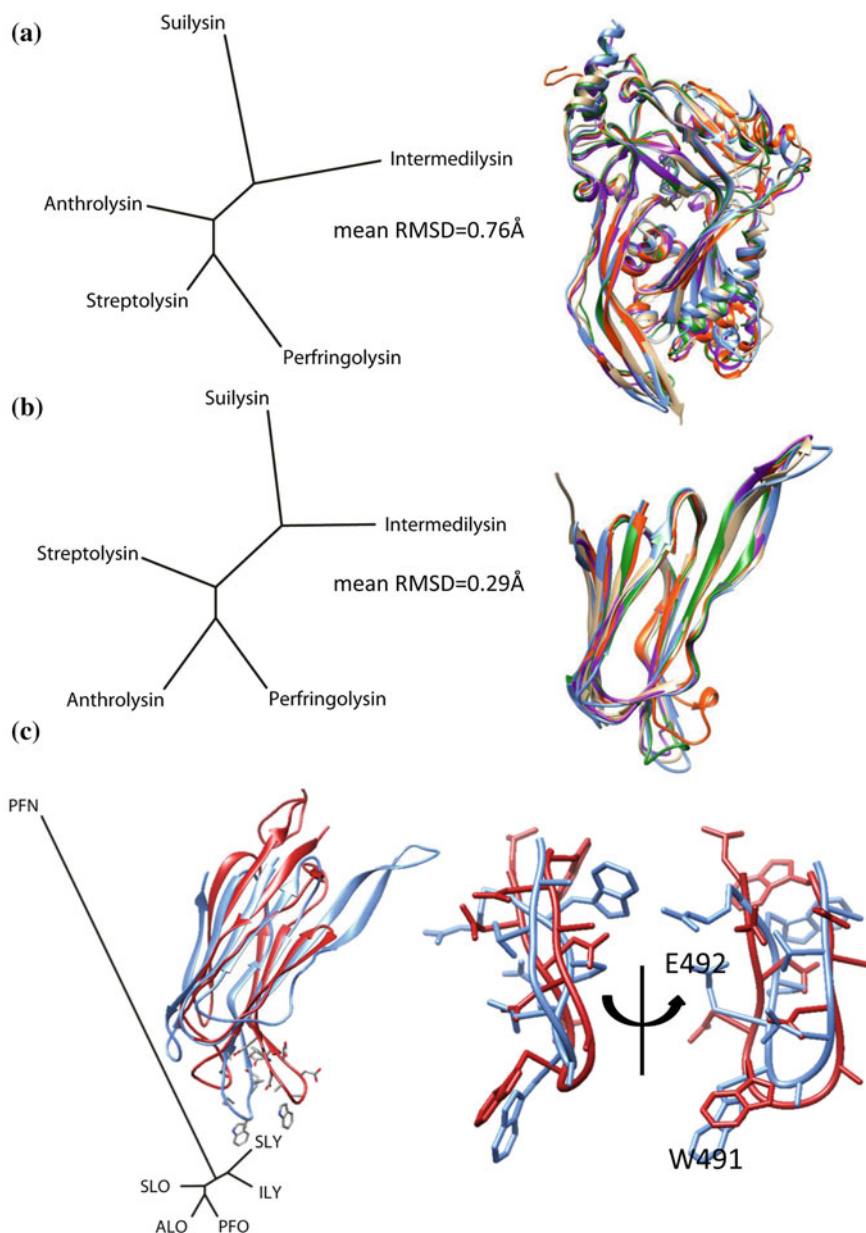 (a)
Suilysin
Intermedilysin
Anthrolysin
mean RMSD=0.76Å
Streptolysin
Perfringolysin
(b)
Suilysin
Intermedilysin
Streptolysin
mean RMSD=0.29Å
Anthrolysin
Perfringolysin
(c)
PFN
E492
W491
SLY
SLO
ILY
ALO
PFO